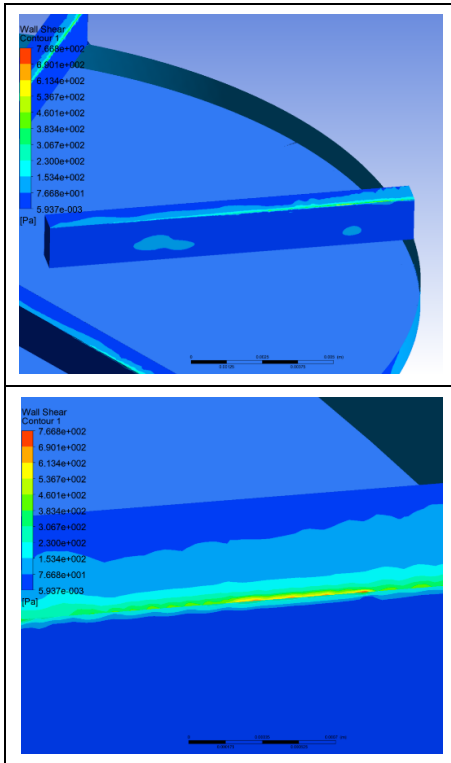 Wall Shear
Contour 1
7.668e+002
6.901e+002
6.134e+002
5.367e+002
4.601e+002
3.834e+002
3.067e+002
2.300e+002
1.534e+002
7.668e+001
5.937e-003
[Pa]
0
(m)
Wall Shear
Contour 1
7.668e+002
6.901e+002
6.134e+002
5.367e+002
4.601e+002
3.834e+002
3.067e+002
2.300e+002
1.534e+002
7.668e+001
5.937e-003
[Pa]
0
(m)